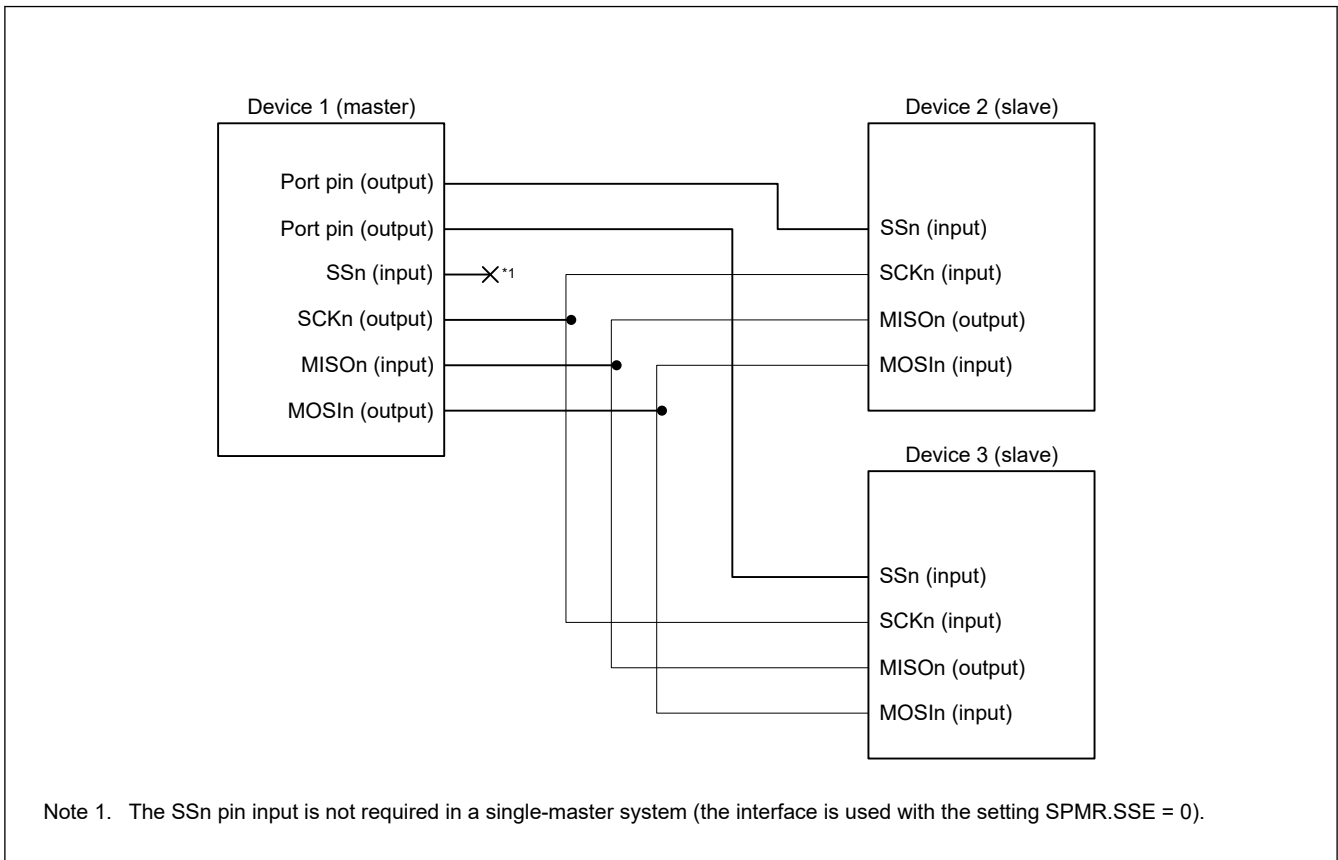 Device 1 (master)
Port pin (output)
Port pin (output)
SSn (input)
*1
SCKn (output)
MISOn (input)
MOSIn (output)
Device 2 (slave)
SSn (input)
SCKn (input)
MISOn (output)
MOSIn (input)
Device 3 (slave)
SSn (input)
SCKn (input)
MISOn (output)
MOSIn (input)
Note 1. The SSn pin input is not required in a single-master system (the interface is used with the setting SPMR.SSE = 0).